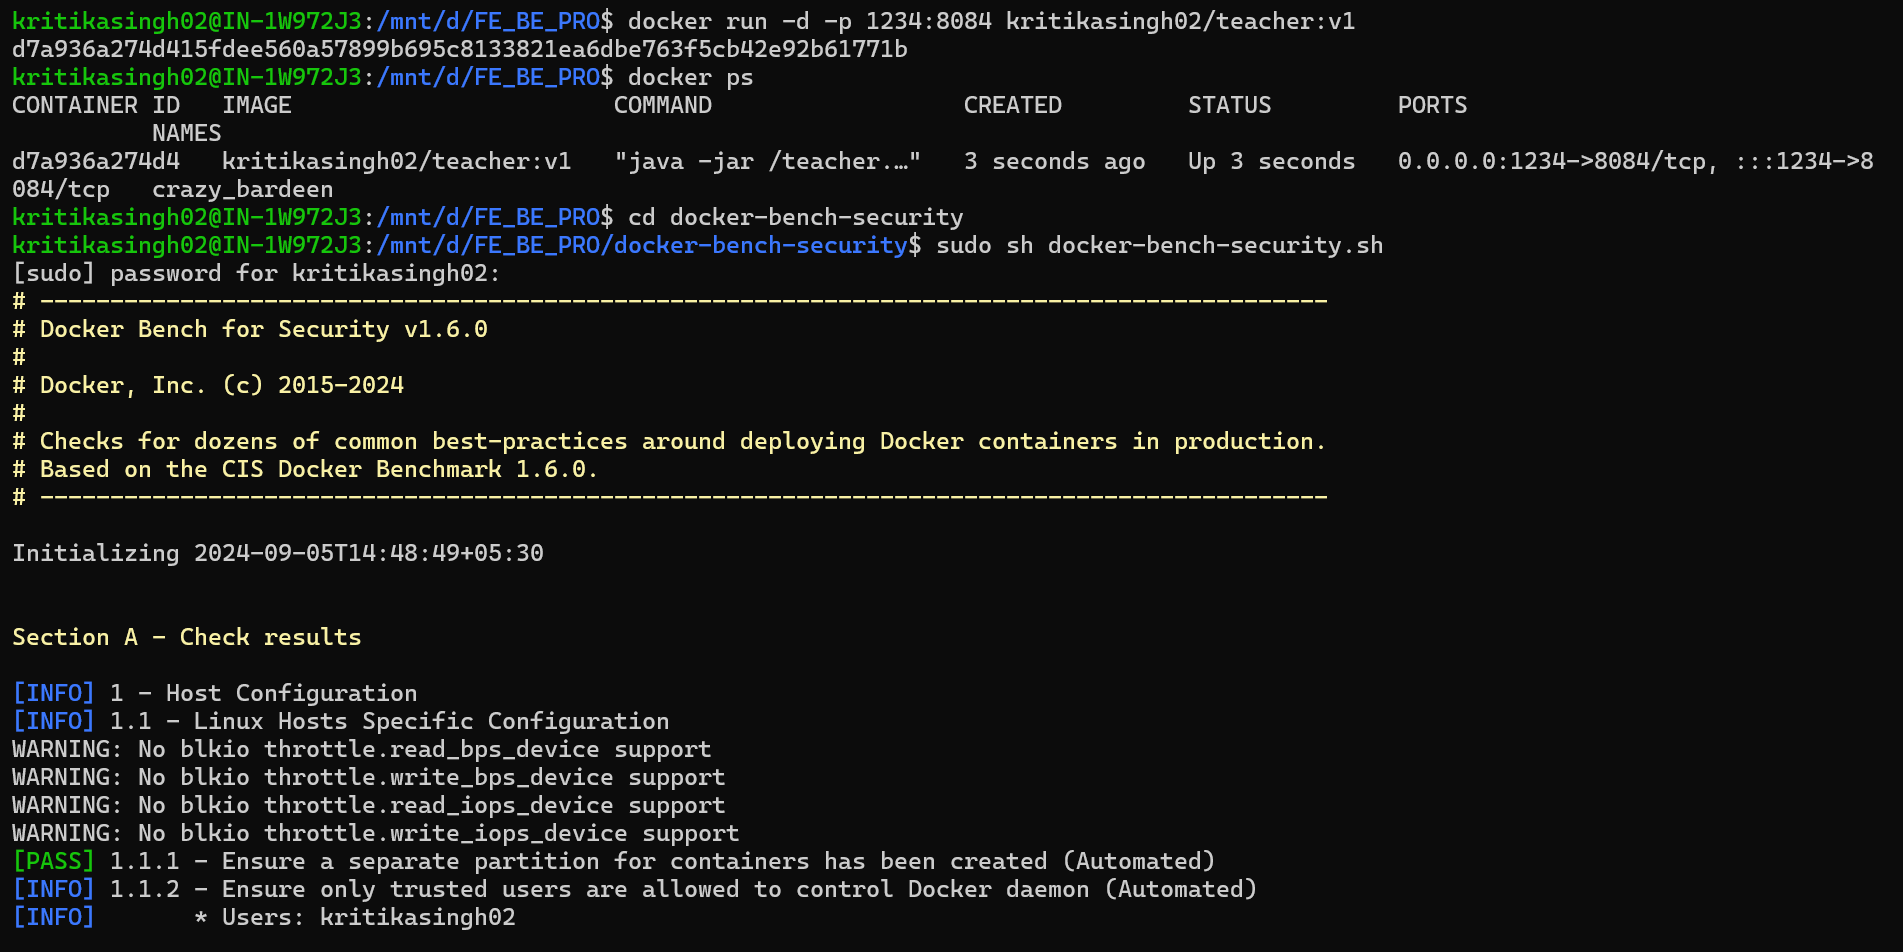 kritikasingh02@IN-1W972J3:/mnt/d/FE_BE_PRO$ docker run -d -p 1234:8084 kritikasingh02/teacher:v1
d7a936a274d415fdee560a57899b695c8133821ea6dbe763f5cb42e92b61771b
kritikasingh02@IN-1W972J3:/mnt/d/FE_BE_PRO$ docker ps
CONTAINER ID   IMAGE                       COMMAND                  CREATED         STATUS         PORTS
          NAMES
d7a936a274d4   kritikasingh02/teacher:v1   "java -jar /teacher.…"   3 seconds ago   Up 3 seconds   0.0.0.0:1234->8084/tcp, :::1234->8
084/tcp   crazy_bardeen
kritikasingh02@IN-1W972J3:/mnt/d/FE_BE_PRO$ cd docker-bench-security
kritikasingh02@IN-1W972J3:/mnt/d/FE_BE_PRO/docker-bench-security$ sudo sh docker-bench-security.sh
[sudo] password for kritikasingh02:
# --------------------------------------------------------------------------------------------
# Docker Bench for Security v1.6.0
#
# Docker, Inc. (c) 2015-2024
#
# Checks for dozens of common best-practices around deploying Docker containers in production.
# Based on the CIS Docker Benchmark 1.6.0.
# --------------------------------------------------------------------------------------------
Initializing 2024-09-05T14:48:49+05:30
Section A - Check results
[INFO] 1 - Host Configuration
[INFO] 1.1 - Linux Hosts Specific Configuration
WARNING: No blkio throttle.read_bps_device support
WARNING: No blkio throttle.write_bps_device support
WARNING: No blkio throttle.read_iops_device support
WARNING: No blkio throttle.write_iops_device support
[PASS] 1.1.1 - Ensure a separate partition for containers has been created (Automated)
[INFO] 1.1.2 - Ensure only trusted users are allowed to control Docker daemon (Automated)
[INFO]       * Users: kritikasingh02